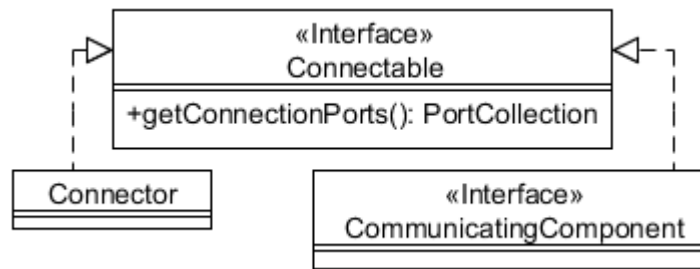 «Interface»
Connectable
+getConnectionPorts(): PortCollection
Connector
«Interface»
CommunicatingComponent